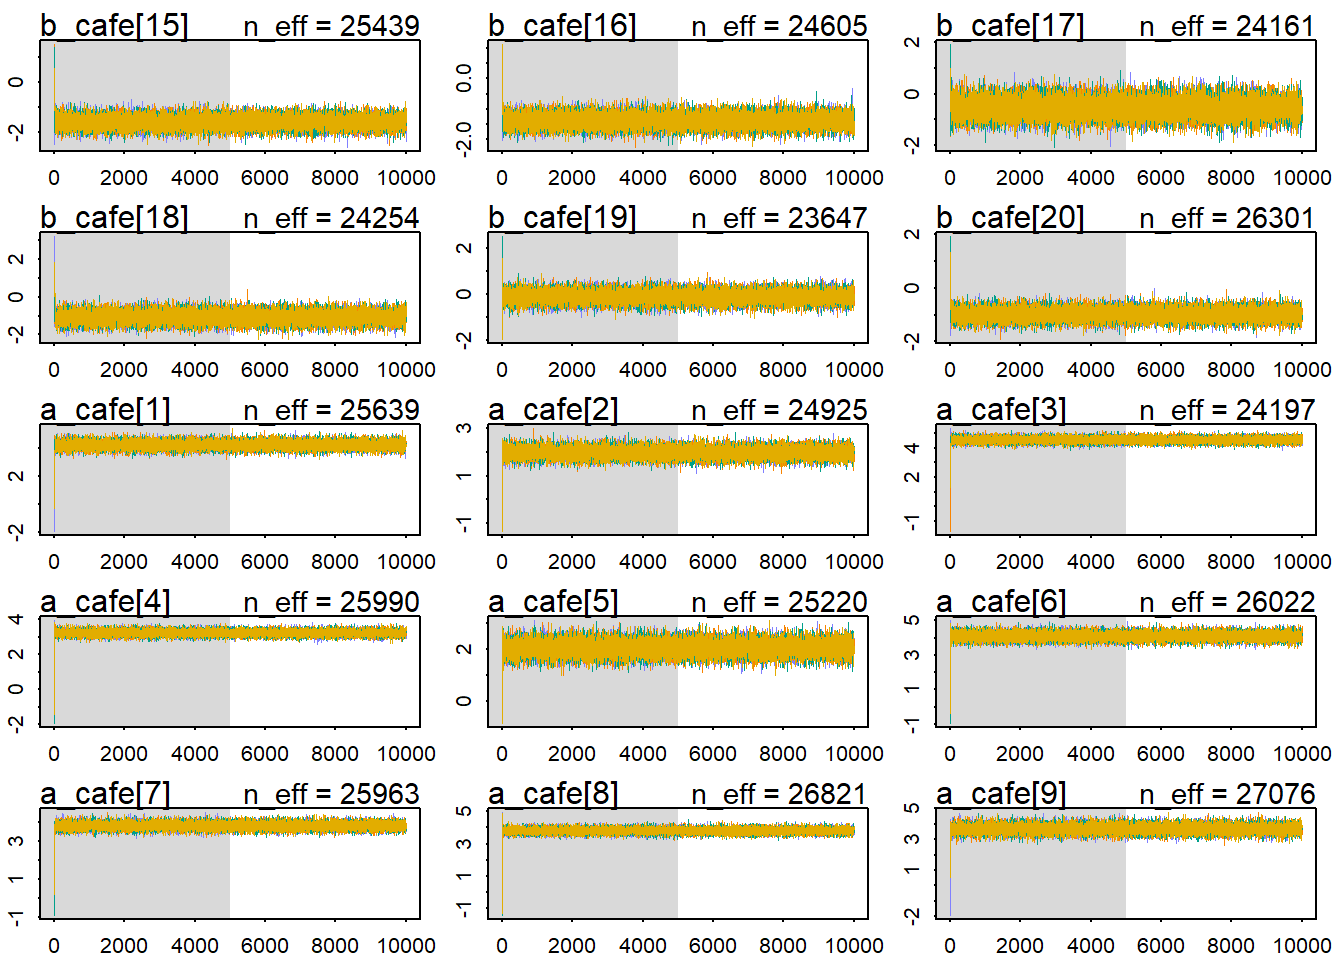 b_cafe[15] n_eff = 25439 b_cafe[16] n_eff = 24605 b_cafe[17] n_eff = 24161
0 -2 0.0 -2.0 2 0 -2
0 2000 4000 6000 8000 10000 0 2000 4000 6000 8000 10000 0 2000 4000 6000 8000 10000
b_cafe[18] n_eff = 24254 b_cafe[19] n_eff = 23647 b_cafe[20] n_eff = 26301
2 0 -2 2 0 -2 2 0 -2
0 2000 4000 6000 8000 10000 0 2000 4000 6000 8000 10000 0 2000 4000 6000 8000 10000
a_cafe[1] n_eff = 25639 a_cafe[2] n_eff = 24925 a_cafe[3] n_eff = 24197
2 -2 3 1 -1 4 2 -1
0 2000 4000 6000 8000 10000 0 2000 4000 6000 8000 10000 0 2000 4000 6000 8000 10000
a_cafe[4] n_eff = 25990 a_cafe[5] n_eff = 25220 a_cafe[6] n_eff = 26022
4 2 0 -2 2 0 5 3 1 -1
0 2000 4000 6000 8000 10000 0 2000 4000 6000 8000 10000 0 2000 4000 6000 8000 10000
a_cafe[7] n_eff = 25963 a_cafe[8] n_eff = 26821 a_cafe[9] n_eff = 27076
3 1 -1 5 3 1 -1 5 3 1 -2
0 2000 4000 6000 8000 10000 0 2000 4000 6000 8000 10000 0 2000 4000 6000 8000 10000